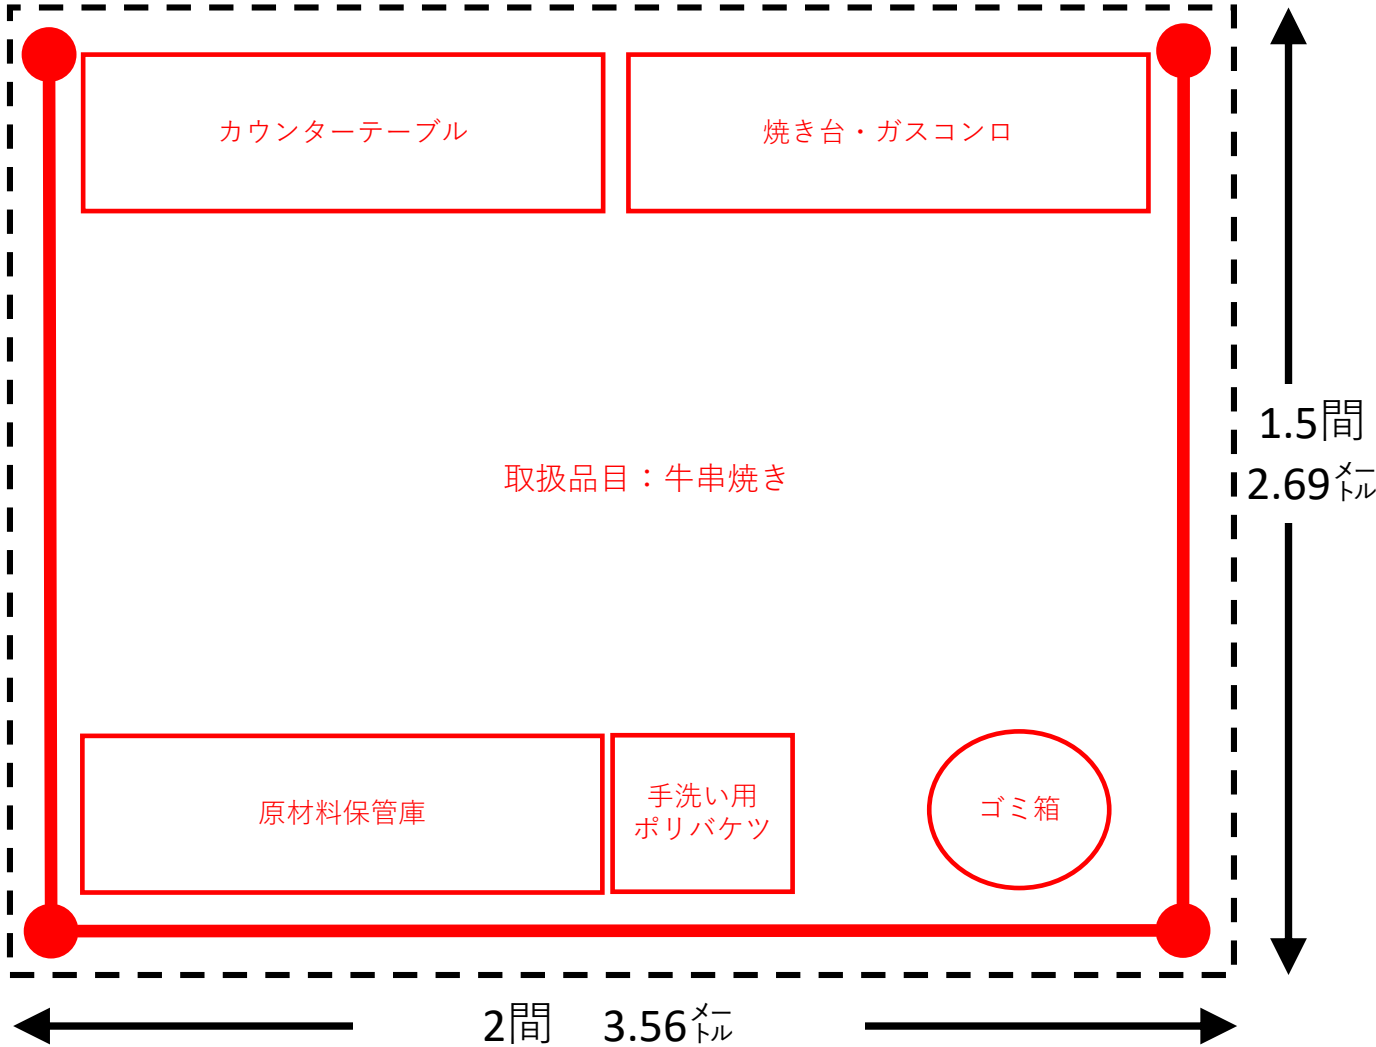 カウンターテーブル
焼き台・ガスコンロ
1.5間
2.69㍍
取扱品目：牛串焼き
原材料保管庫
手洗い用
ポリバケツ
ゴミ箱
2間　3.56㍍